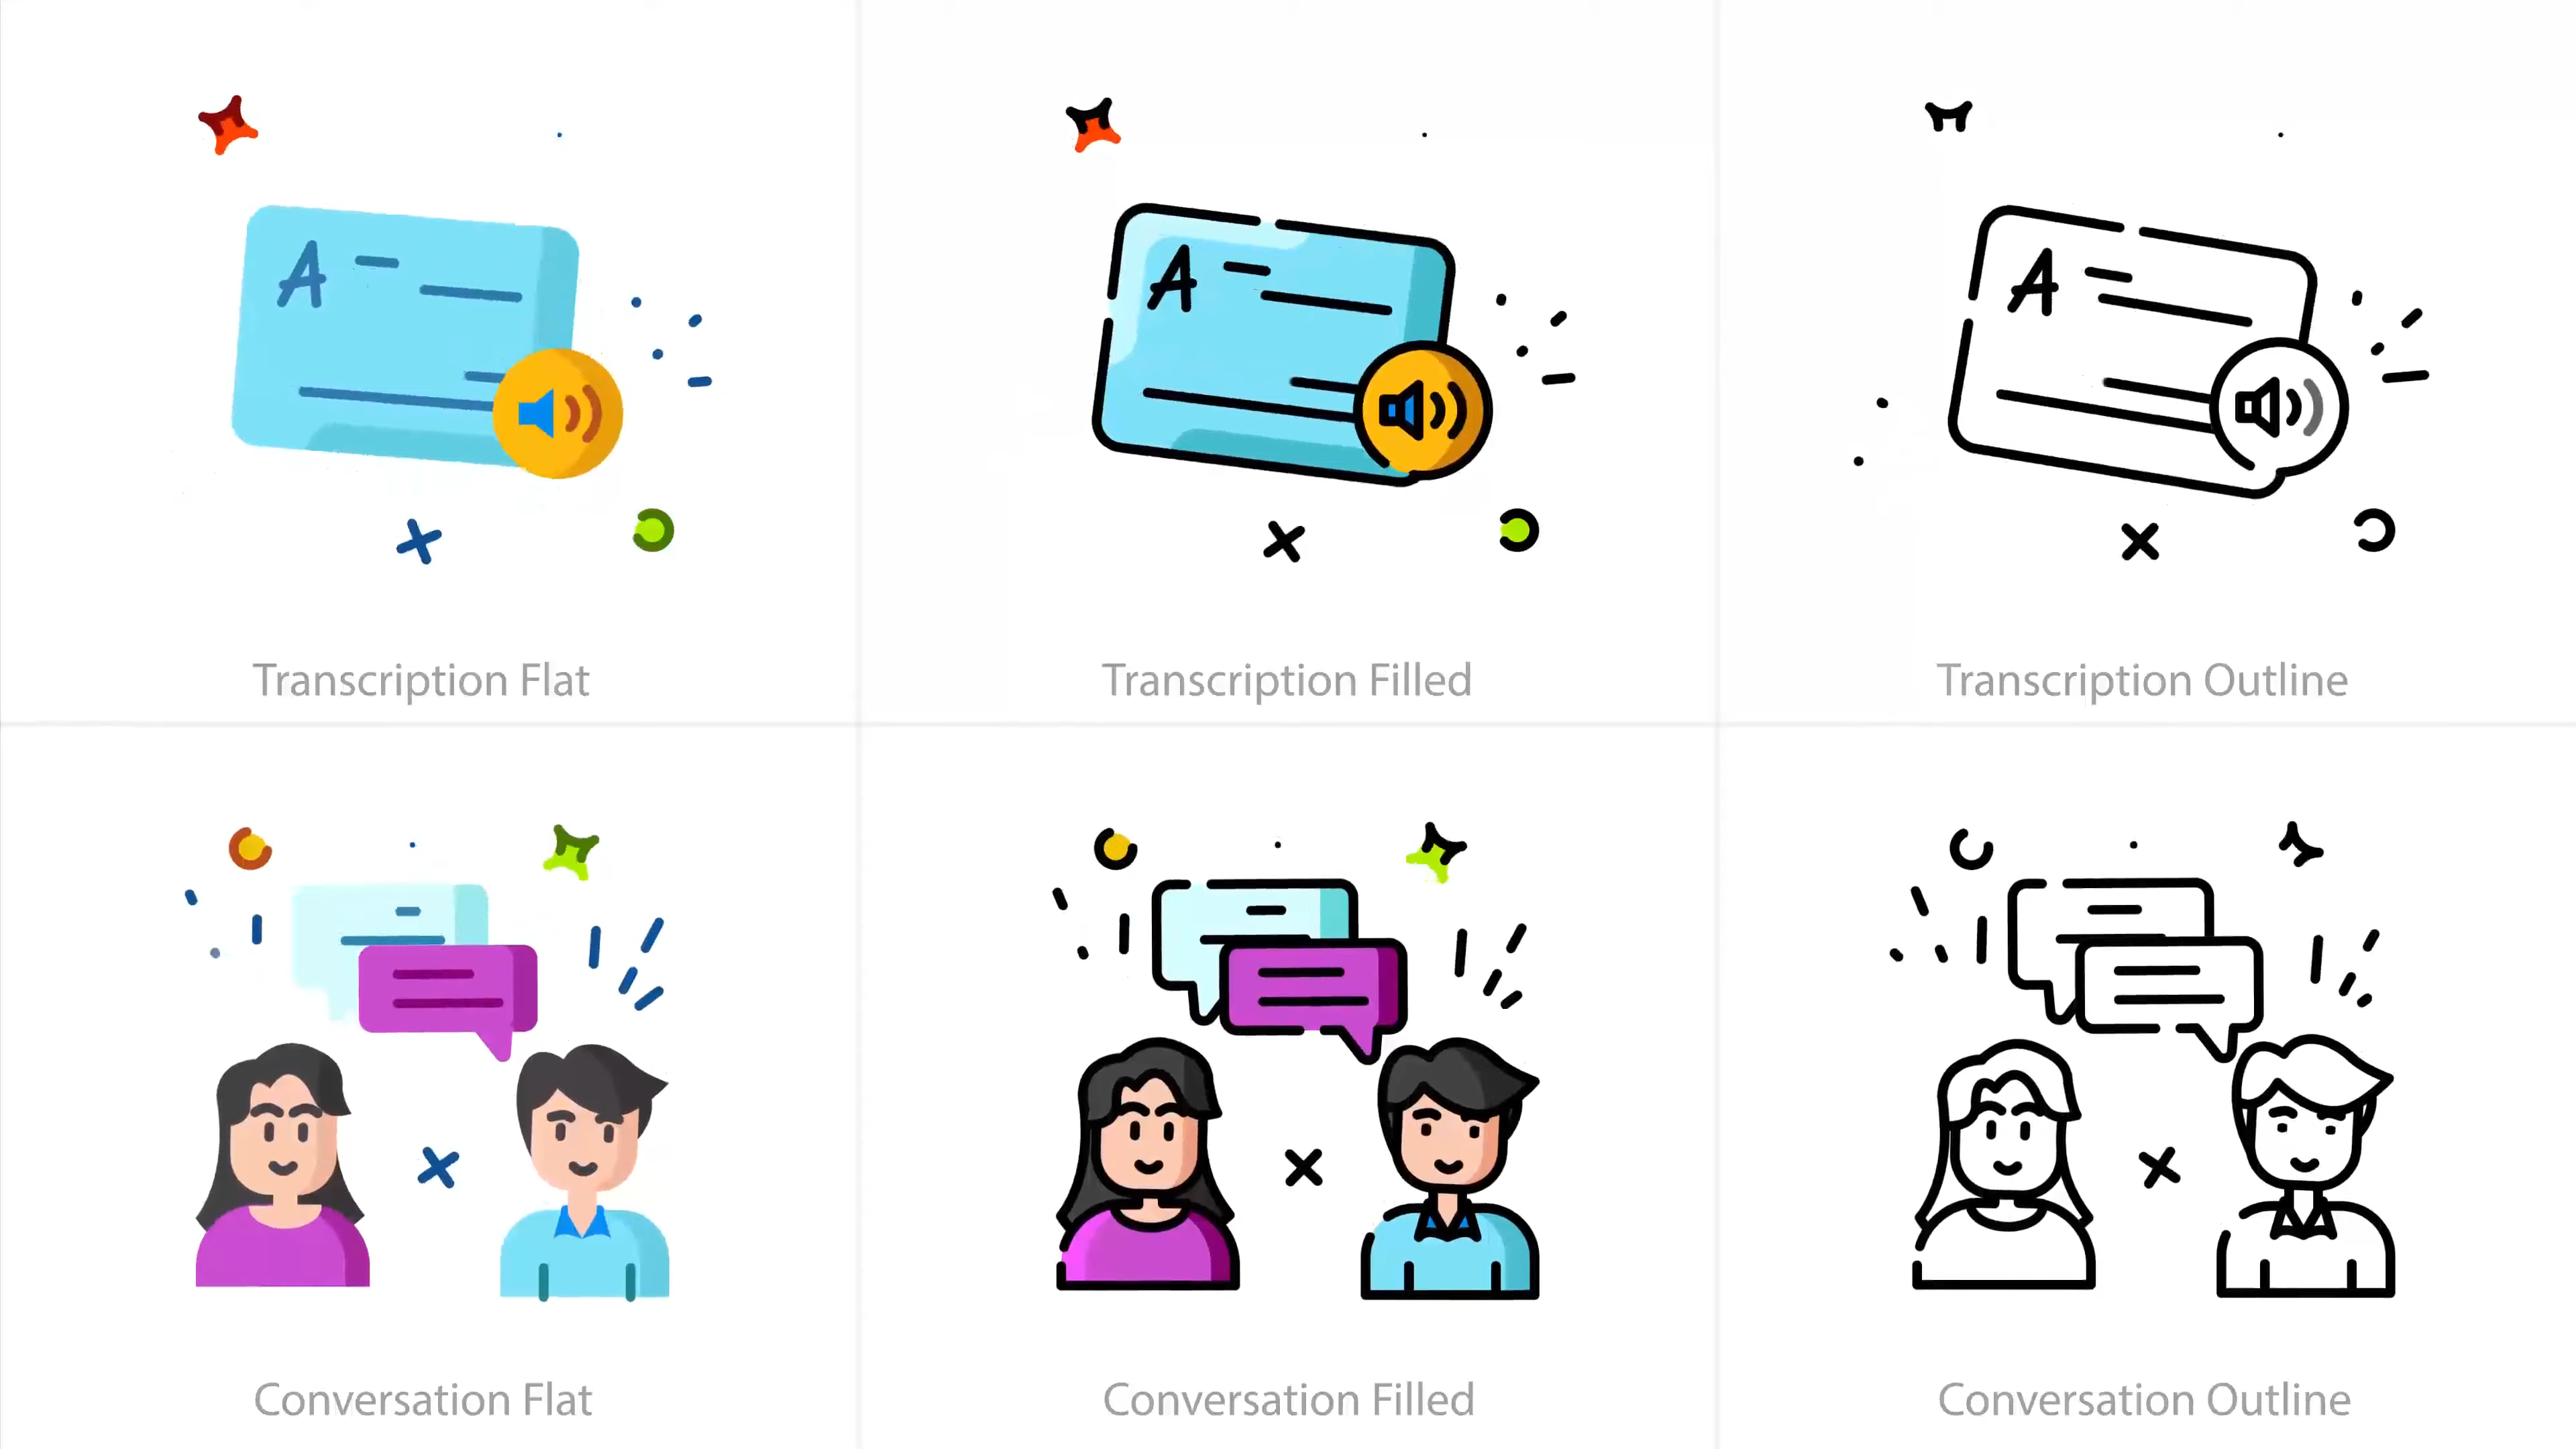 A A A
Transcription Flat
Transcription Filled
Transcription Outline
Conversation Flat
Conversation Filled
Conversation Outline